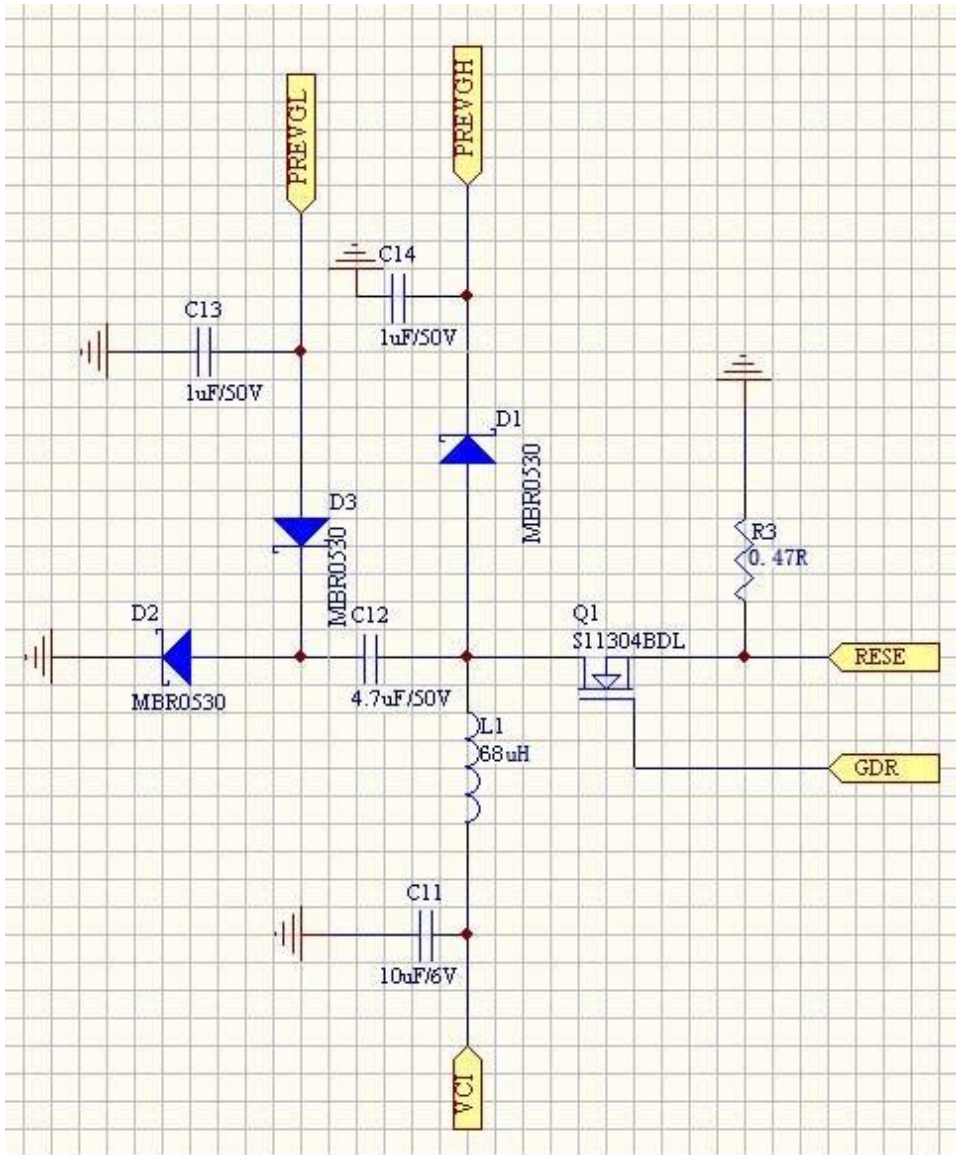 PREVGL
PREVGH
C14
1uF/50V
C13
1uF/50V
D1
MBR0530
D3
MBR0530
R3
0.47R
D2
MBR0530
C12
4.7uF/50V
Q1
S11304BDL
RESE
L1
68uH
GDR
C11
10uF/6V
VCI